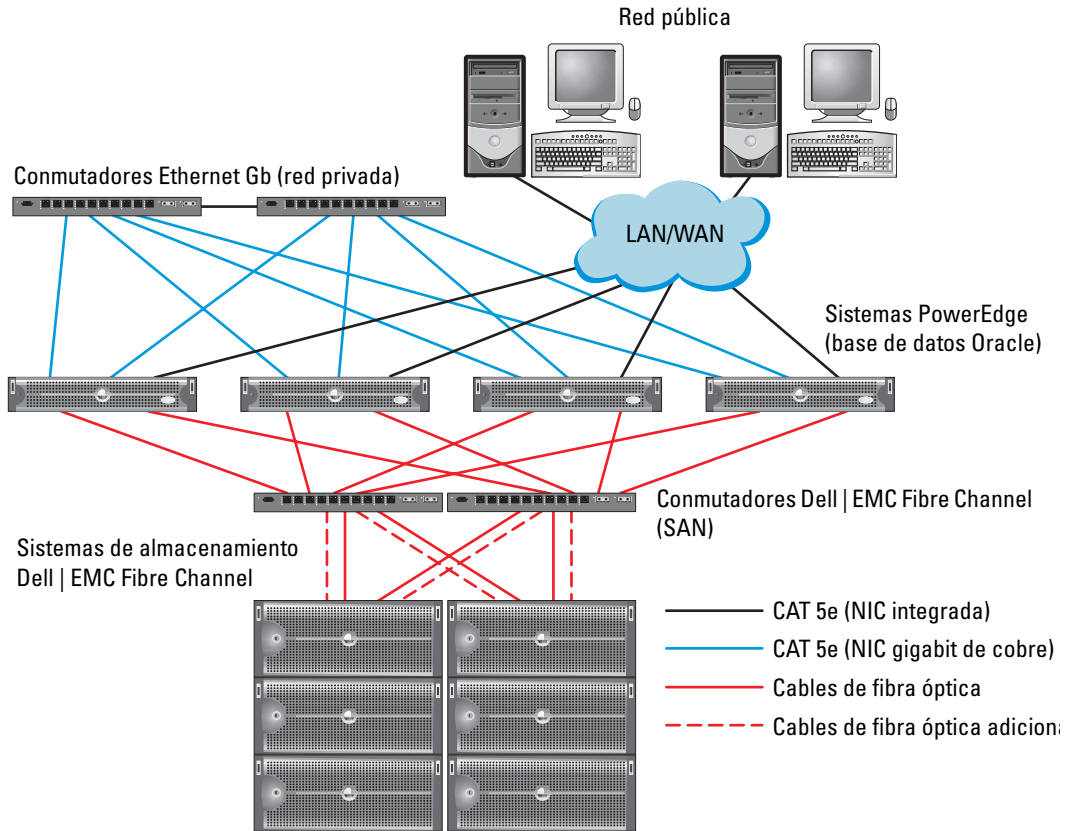 Red pública
Conmutadores Ethernet Gb (red privada)
LAN/WAN
Sistemas PowerEdge
(base de datos Oracle)
Conmutadores Dell | EMC Fibre Channel
(SAN)
Sistemas de almacenamiento
Dell | EMC Fibre Channel
CAT 5e (NIC integrada)
CAT 5e (NIC gigabit de cobre)
Cables de fibra óptica
Cables de fibra óptica adiciona